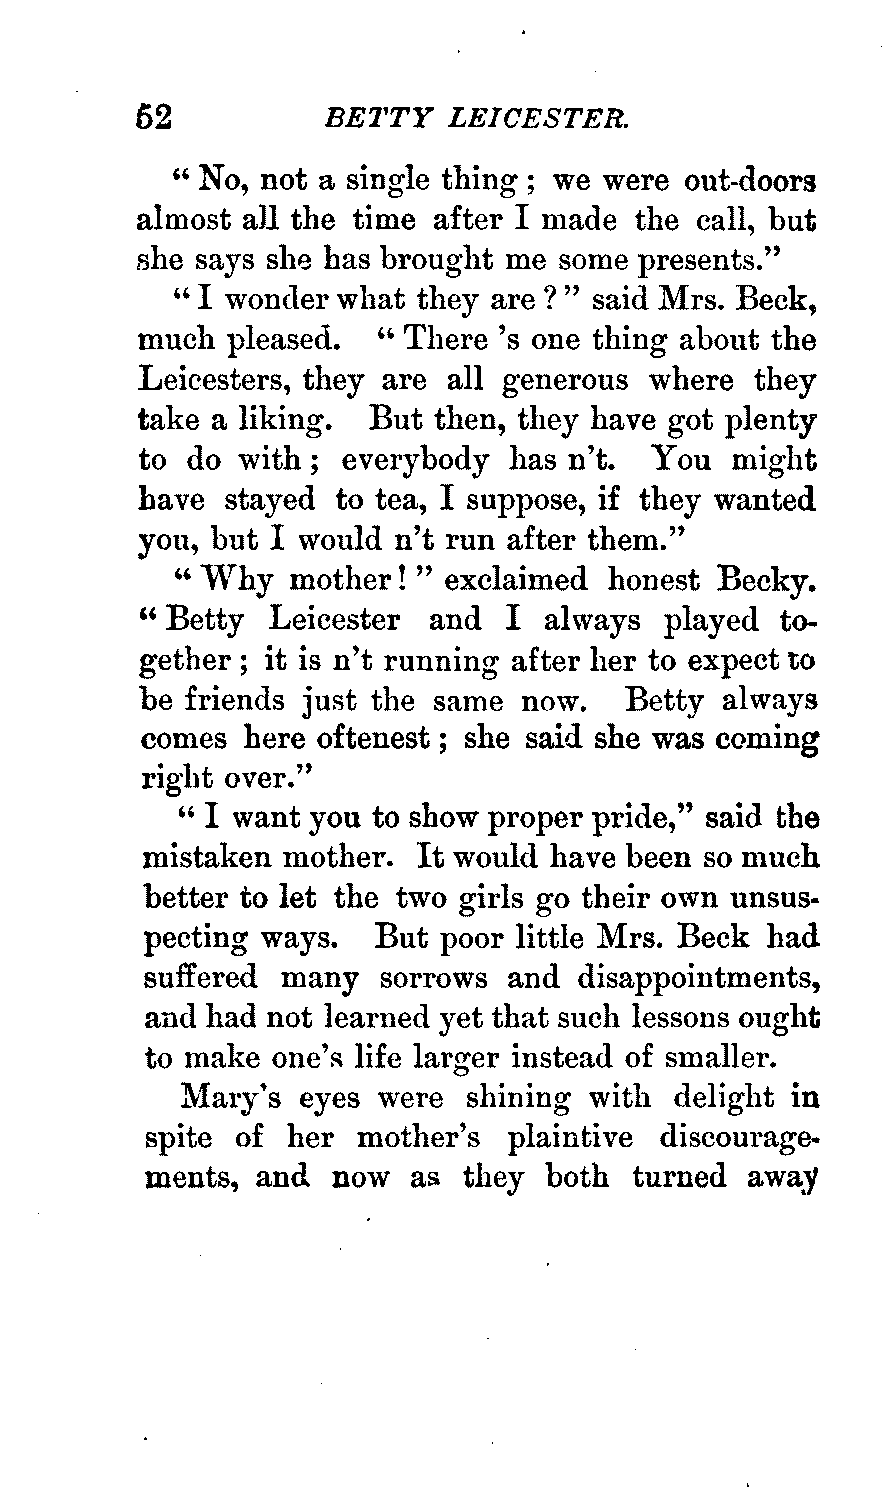 52 BETTY LEICESTER.
“ No, not a single thing ; we were out-doors
almost all the time after I made the call, but
she says she has brought me some presents.”
“ I wonder what they are ? ” said Mrs. Beck,
much pleased. “ There ’s one thing about the
Leicesters, they are all generous where they
take a liking. But then, they have got plenty
to do with ; everybody has n’t. You might
have stayed to tea, I suppose, if they wanted
you, but I would n’t run after them.”
“ Why mother ! ” exclaimed honest Becky.
“ Betty Leicester and I always played to-
gether ; it is n’t running after her to expect to
be friends just the same now. Betty always
comes here oftenest ; she said she was coming
right over.”
“ I want you to show proper pride,” said the
mistaken mother. It would have been so much
better to let the two girls go their own unsus-
pecting ways. But poor little Mrs. Beck had
suffered many sorrows and disappointments,
and had not learned yet that such lessons ought
to make one’s life larger instead of smaller.
Mary’s eyes were shining with delight in
spite of her mother’s plaintive discourage-
ments, and now as they both turned away